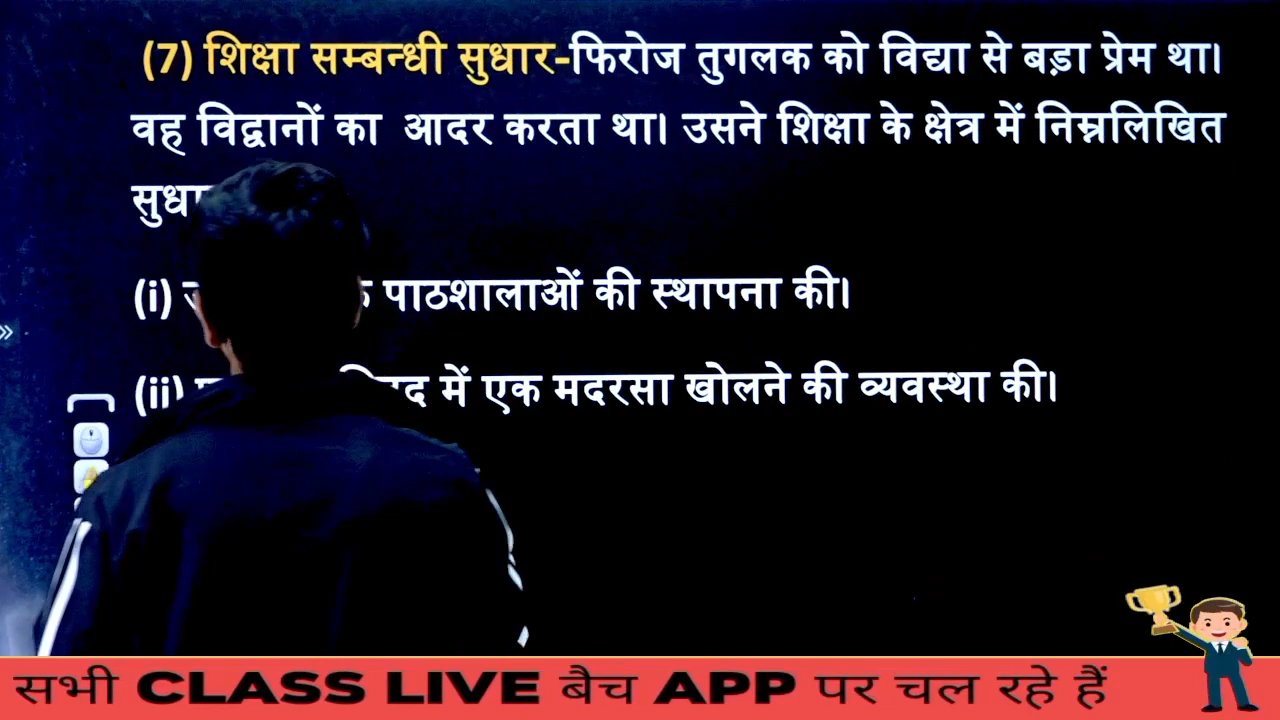 (7) शिक्षा सम्बन्धी सुधार-फिरोज तुगलक को विद्या से बड़ा प्रेम था।
वह विद्वानों का आदर करता था। उसने शिक्षा के क्षेत्र में निम्नलिखित
(i) पाठशालाओं की स्थापना की।
(ii) में एक मदरसा खोलने की व्यवस्था की।
सभी CLASS LIVE बैच APP पर चल रहे हैं